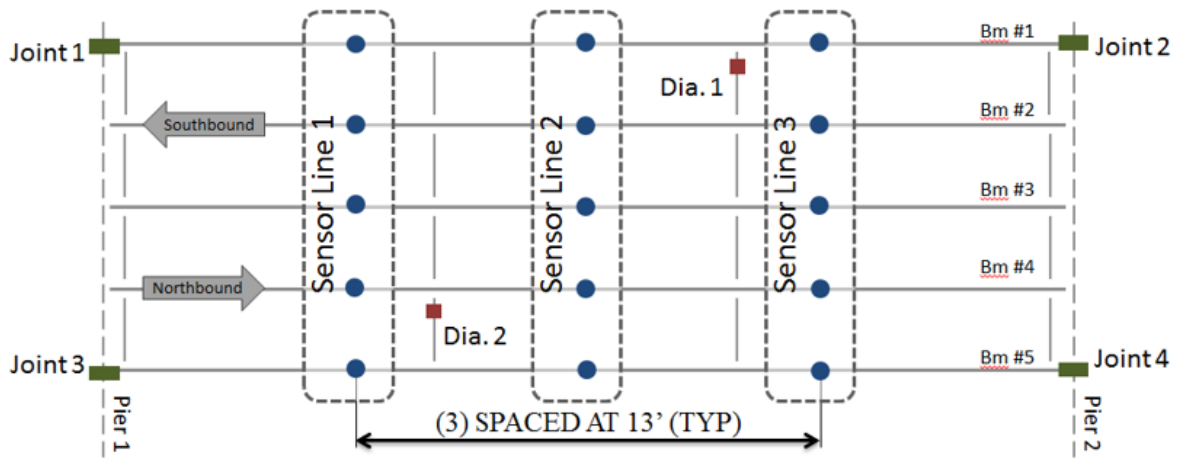 Joint 1
Bm #1
Joint 2
Dia. 1
Bm #2
Southbound
Sensor Line 1
Sensor Line 2
Sensor Line 3
Bm #3
Bm #4
Northbound
Dia. 2
Joint 3
Bm #5
Joint 4
Pier 1
(3) SPACED AT 13’ (TYP)
Pier 2